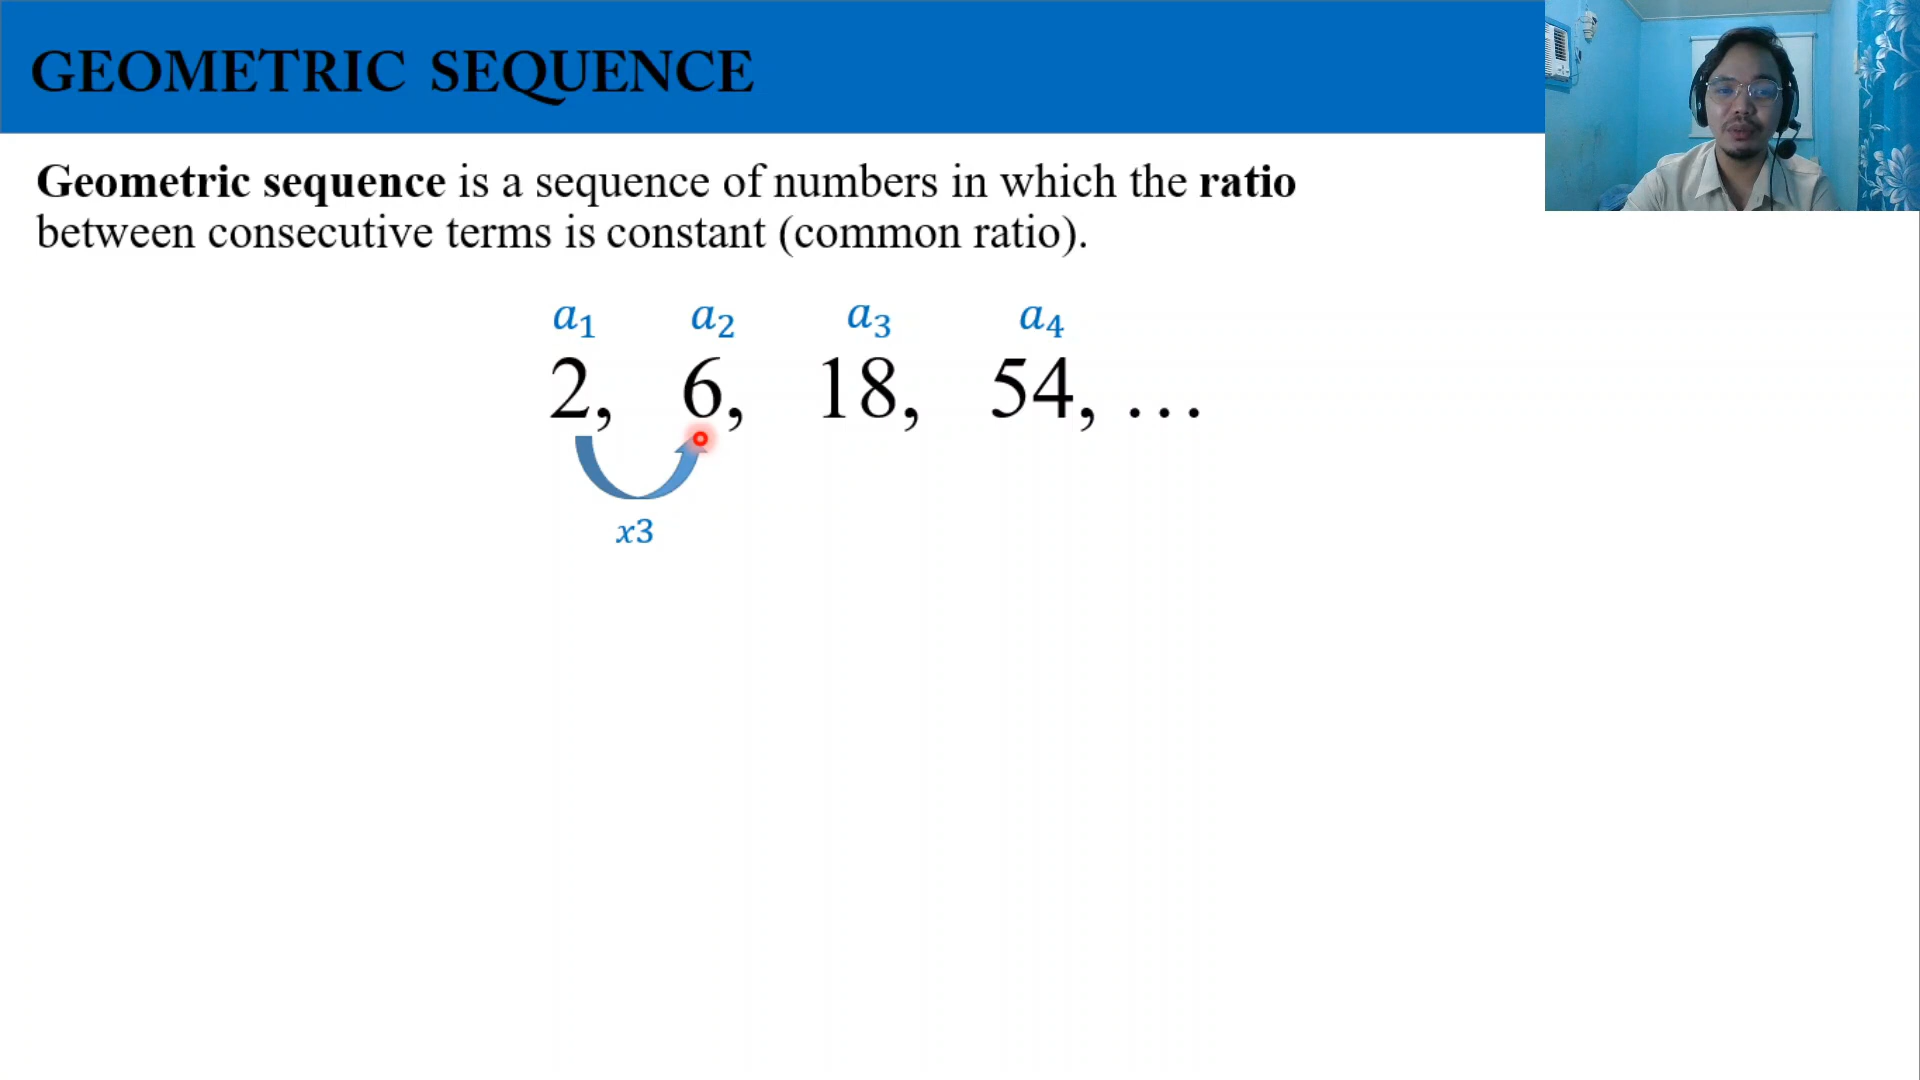 GEOMETRIC SEQUENCE
Geometric sequence is a sequence of numbers in which the ratio
between consecutive terms is constant (common ratio).
a₁ a₂ a₃ a₄
2, 6, 18, 54, …
x3